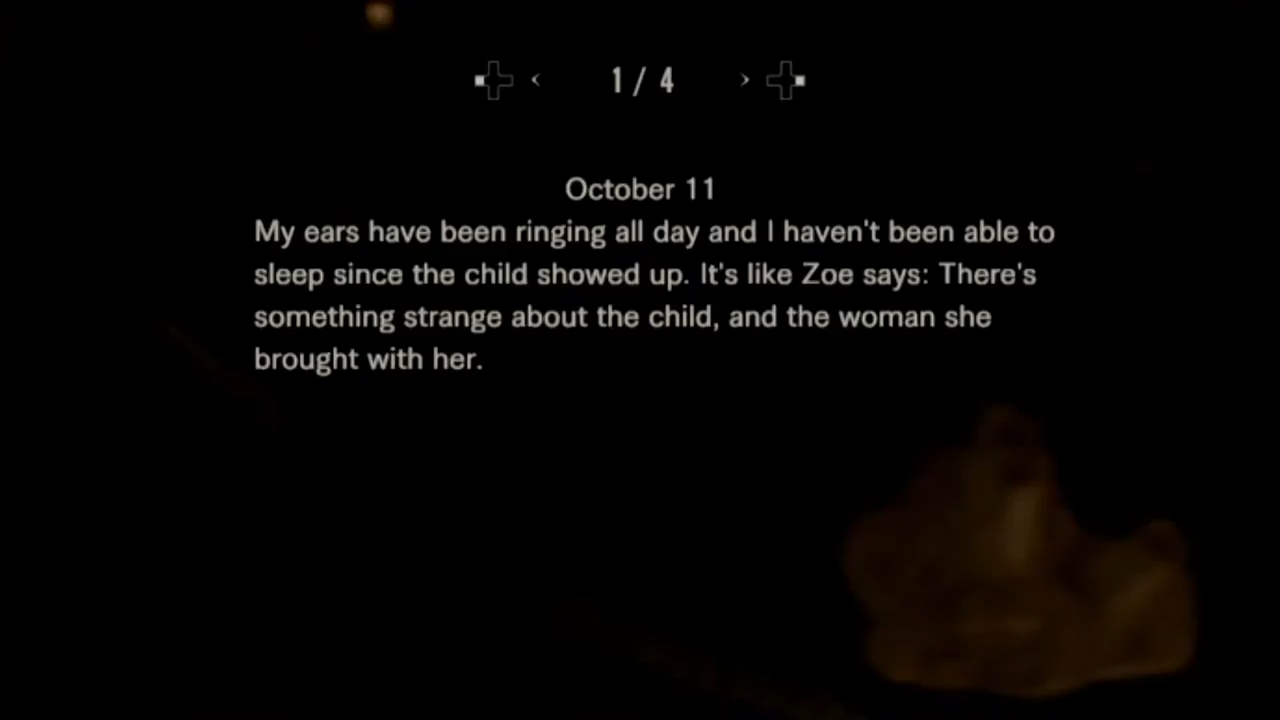 1 / 4
October 11
My ears have been ringing all day and I haven't been able to
sleep since the child showed up. It's like Zoe says: There's
something strange about the child, and the woman she
brought with her.